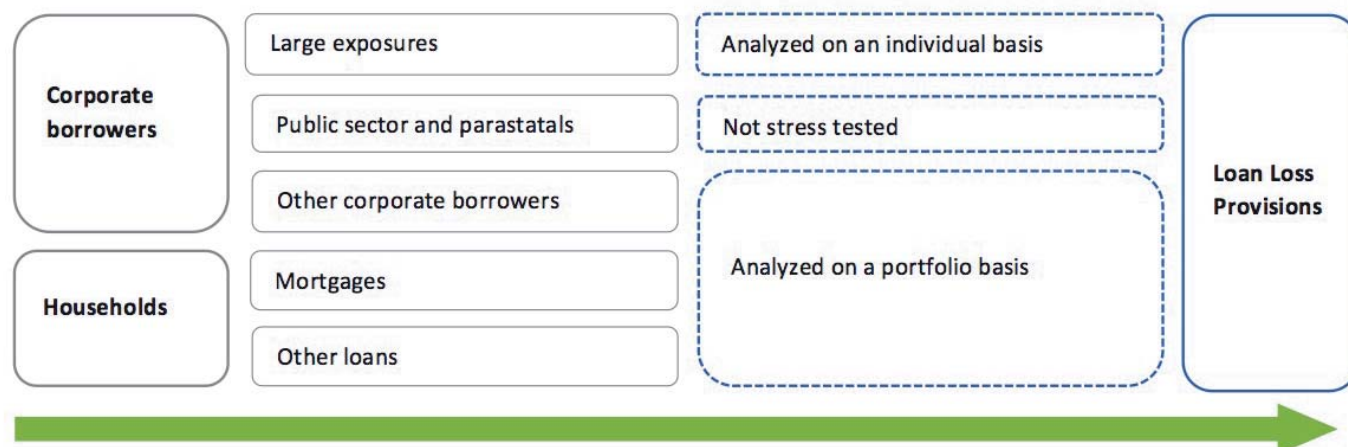 Corporate
borrowers
Large exposures
Analyzed on an individual basis
Public sector and parastatals
Not stress tested
Other corporate borrowers
Households
Mortgages
Other loans
Analyzed on a portfolio basis
Loan Loss
Provisions